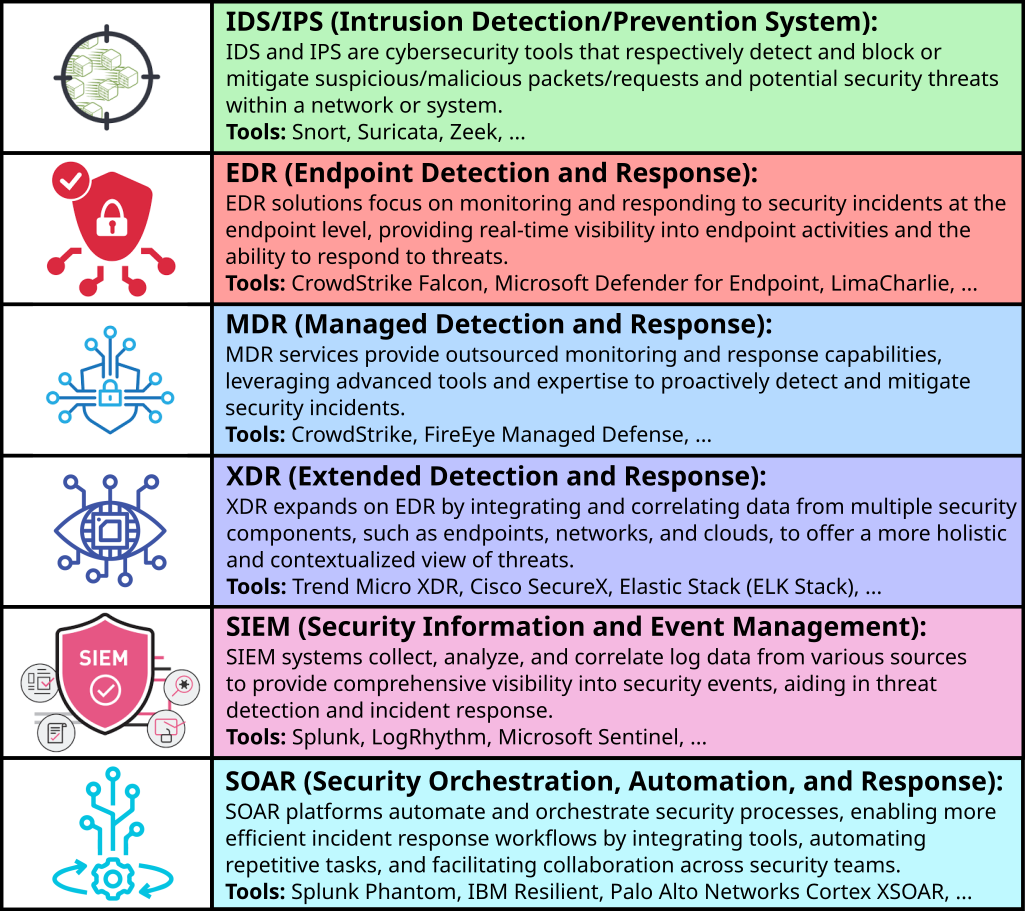 IDS/IPS (Intrusion Detection/Prevention System):
IDS and IPS are cybersecurity tools that respectively detect and block or
mitigate suspicious/malicious packets/requests and potential security threats
within a network or system.
Tools: Snort, Suricata, Zeek, ...
EDR (Endpoint Detection and Response):
EDR solutions focus on monitoring and responding to security incidents at the
endpoint level, providing real-time visibility into endpoint activities and the
ability to respond to threats.
Tools: CrowdStrike Falcon, Microsoft Defender for Endpoint, LimaCharlie, ...
MDR (Managed Detection and Response):
MDR services provide outsourced monitoring and response capabilities,
leveraging advanced tools and expertise to proactively detect and mitigate
security incidents.
Tools: CrowdStrike, FireEye Managed Defense, ...
XDR (Extended Detection and Response):
XDR expands on EDR by integrating and correlating data from multiple security
components, such as endpoints, networks, and clouds, to offer a more holistic
and contextualized view of threats.
Tools: Trend Micro XDR, Cisco SecureX, Elastic Stack (ELK Stack), ...
SIEM
SIEM (Security Information and Event Management):
SIEM systems collect, analyze, and correlate log data from various sources
to provide comprehensive visibility into security events, aiding in threat
detection and incident response.
Tools: Splunk, LogRhythm, Microsoft Sentinel, ...
SOAR (Security Orchestration, Automation, and Response):
SOAR platforms automate and orchestrate security processes, enabling more
efficient incident response workflows by integrating tools, automating
repetitive tasks, and facilitating collaboration across security teams.
Tools: Splunk Phantom, IBM Resilient, Palo Alto Networks Cortex XSOAR, ...